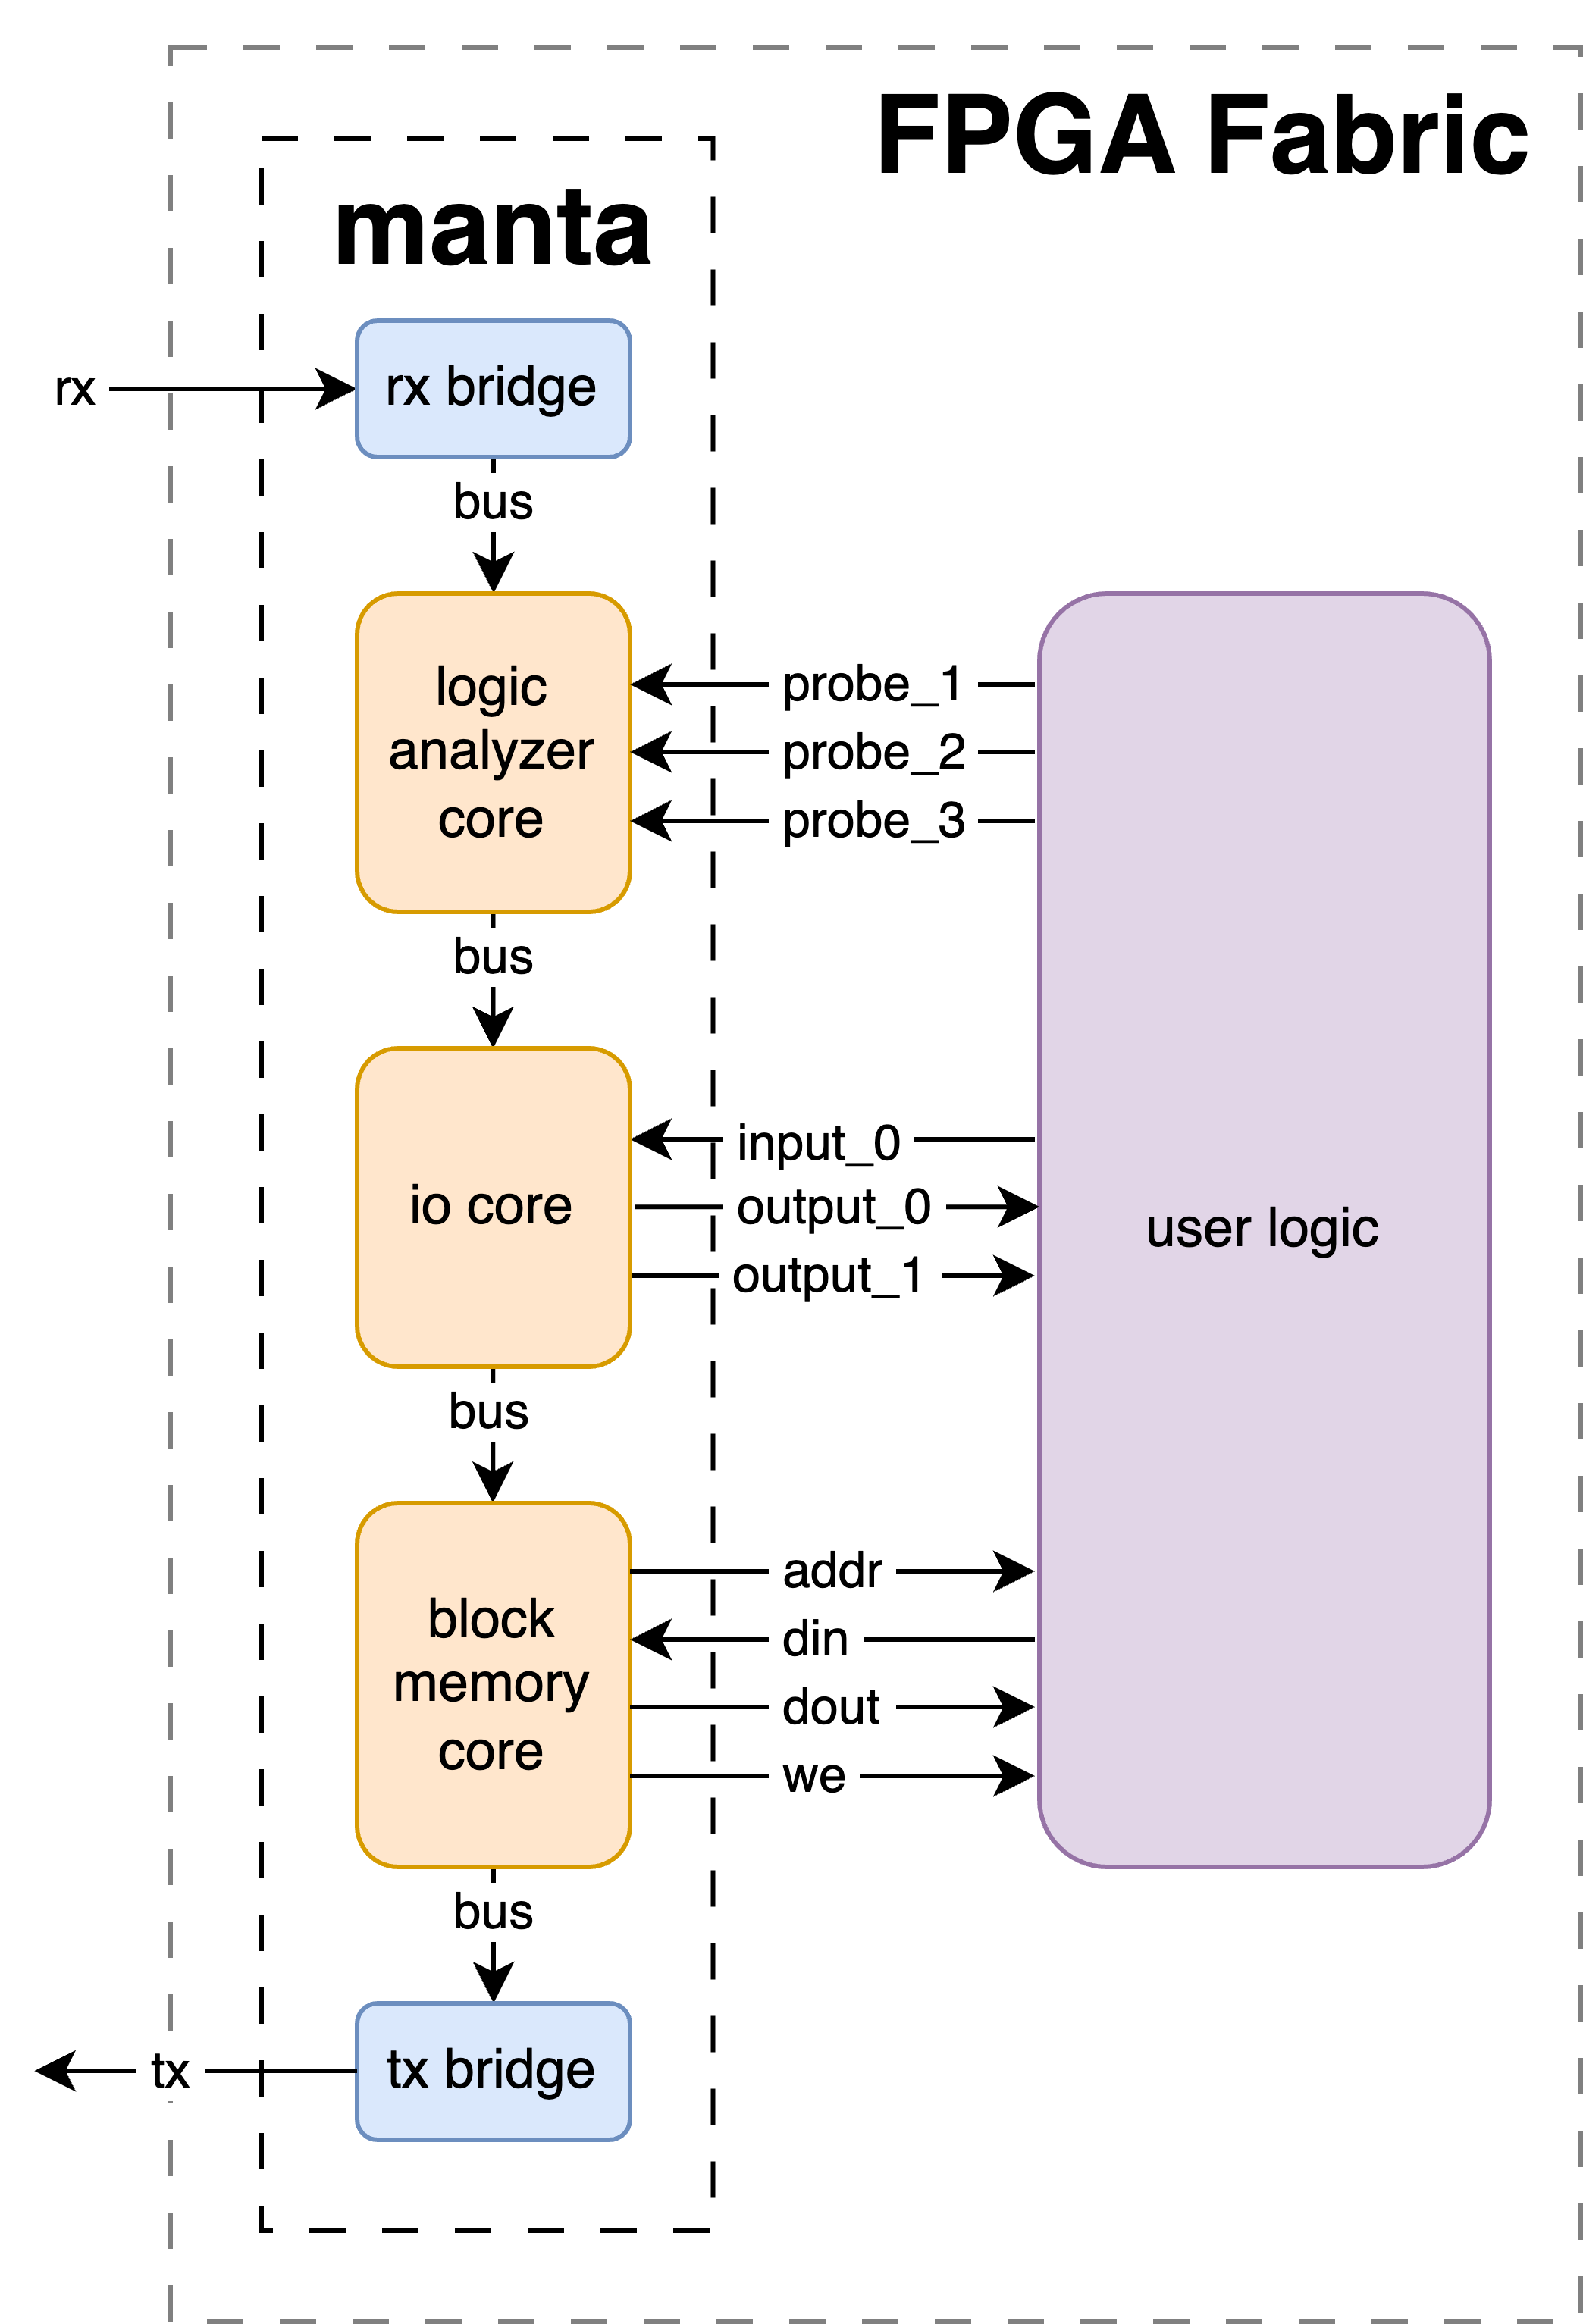 FPGA Fabric
manta
rx
rx bridge
bus
logic
analyzer
core
probe_1
probe_2
probe_3
bus
io core
input_0
output_0
output_1
user logic
bus
block
memory
core
addr
din
dout
we
bus
tx
tx bridge